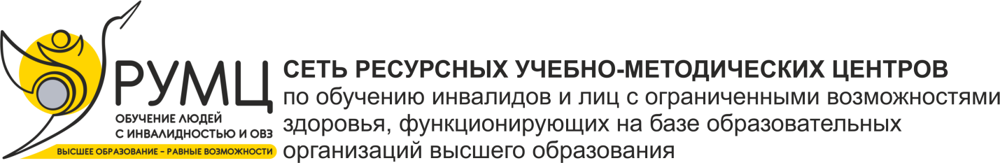 РУМЦ
ОБУЧЕНИЕ ЛЮДЕЙ
С ИНВАЛИДНОСТЬЮ И ОВЗ
ВЫСШЕЕ ОБРАЗОВАНИЕ – РАВНЫЕ ВОЗМОЖНОСТИ
СЕТЬ РЕСУРСНЫХ УЧЕБНО-МЕТОДИЧЕСКИХ ЦЕНТРОВ
по обучению инвалидов и лиц с ограниченными возможностями
здоровья, функционирующих на базе образовательных
организаций высшего образования